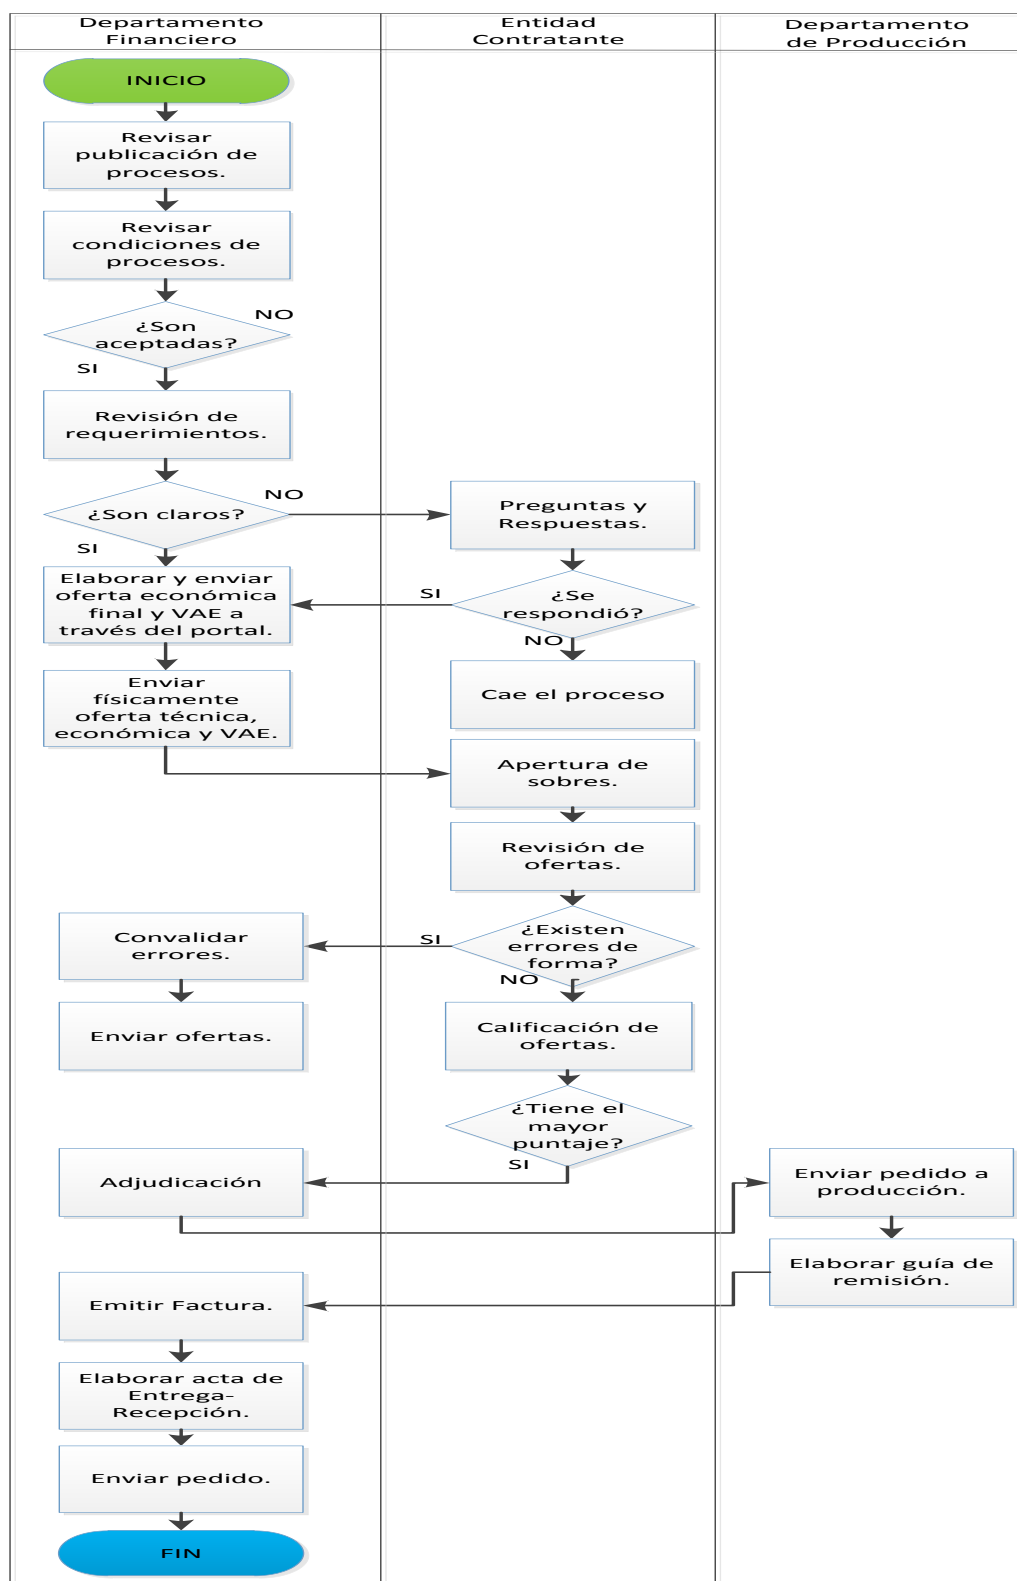 Departamento
Financiero
Entidad
Contratante
Departamento
de Producción
INICIO
Revisar
publicación de
procesos.
Revisar
condiciones de
procesos.
NO
¿Son
aceptadas?
SI
Revisión de
requerimientos.
NO
¿Son claros?
SI
Preguntas y
Respuestas.
Elaborar y enviar
oferta económica
final y VAE a
través del portal.
SI
¿Se
respondió?
NO
Enviar
físicamente
oferta técnica,
económica y VAE.
Cae el proceso
Apertura de
sobres.
Revisión de
ofertas.
Convalidar
errores.
SI
¿Existen
errores de
forma?
NO
Enviar ofertas.
Calificación de
ofertas.
¿Tiene el
mayor
puntaje?
SI
Adjudicación
Enviar pedido a
producción.
Elaborar guía de
remisión.
Emitir Factura.
Elaborar acta de
Entrega-
Recepción.
Enviar pedido.
FIN